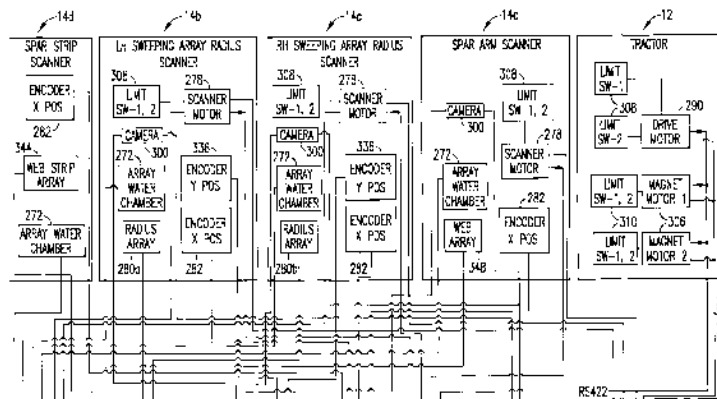 14d
SPAR STRIP
SCANNER
ENCODER
X POS
282
344
WEB STRIP
ARRAY
272
ARRAY WATER
CHAMBER
14b
LH SWEEPING ARRAY RADIUS
SCANNER
308
278
LIMIT
SW-1, 2
SCANNER
MOTOR
CAMERA
300
272
336
ARRAY
WATER
CHAMBER
ENCODER
Y POS
RADIUS
ARRAY
ENCODER
X POS
280a
282
14c
RH SWEEPING ARRAY RADIUS
SCANNER
308
278
LIMIT
SW-1, 2
SCANNER
MOTOR
CAMERA
300
272
336
ARRAY
WATER
CHAMBER
ENCODER
Y POS
RADIUS
ARRAY
ENCODER
X POS
280b
282
SPAR ARM SCANNER
308
CAMERA
300
LIMIT
SW-1, 2
278
272
SCANNER
MOTOR
ARRAY
WATER
CHAMBER
282
WEB
ARRAY
ENCODER
X POS
348
12
TRACTOR
LIMIT
SW-1
308
290
LIMIT
SW-2
DRIVE
MOTOR
LIMIT
SW-1, 2
MAGNET
MOTOR 1
310
306
LIMIT
SW-1, 2
MAGNET
MOTOR 2
RS422